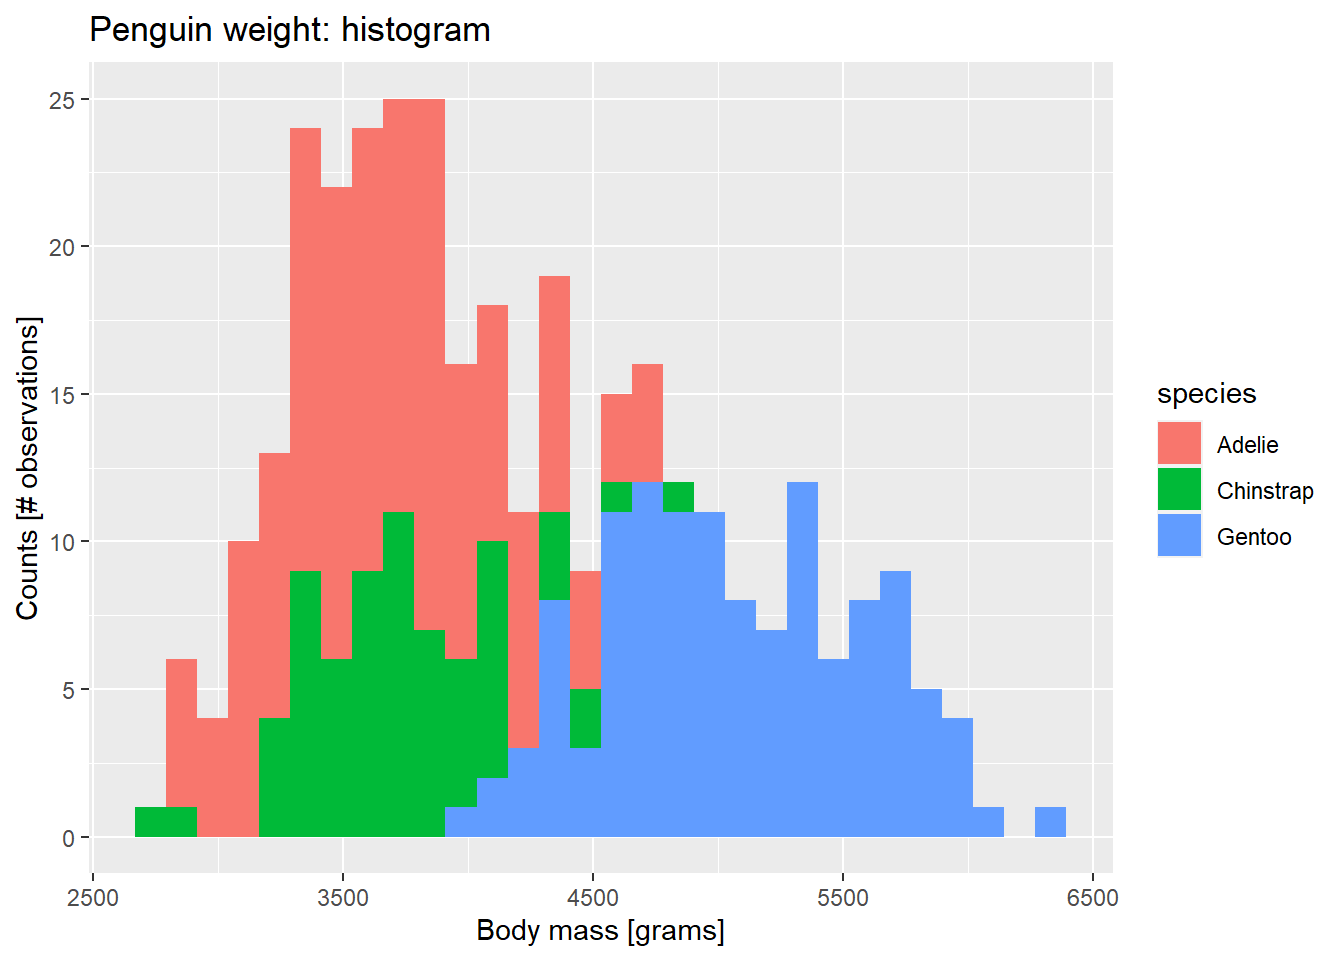 Penguin weight: histogram
25
20
15
10
5
0
Counts [# observations]
2500
3500
4500
5500
6500
Body mass [grams]
species
Adelie
Chinstrap
Gentoo